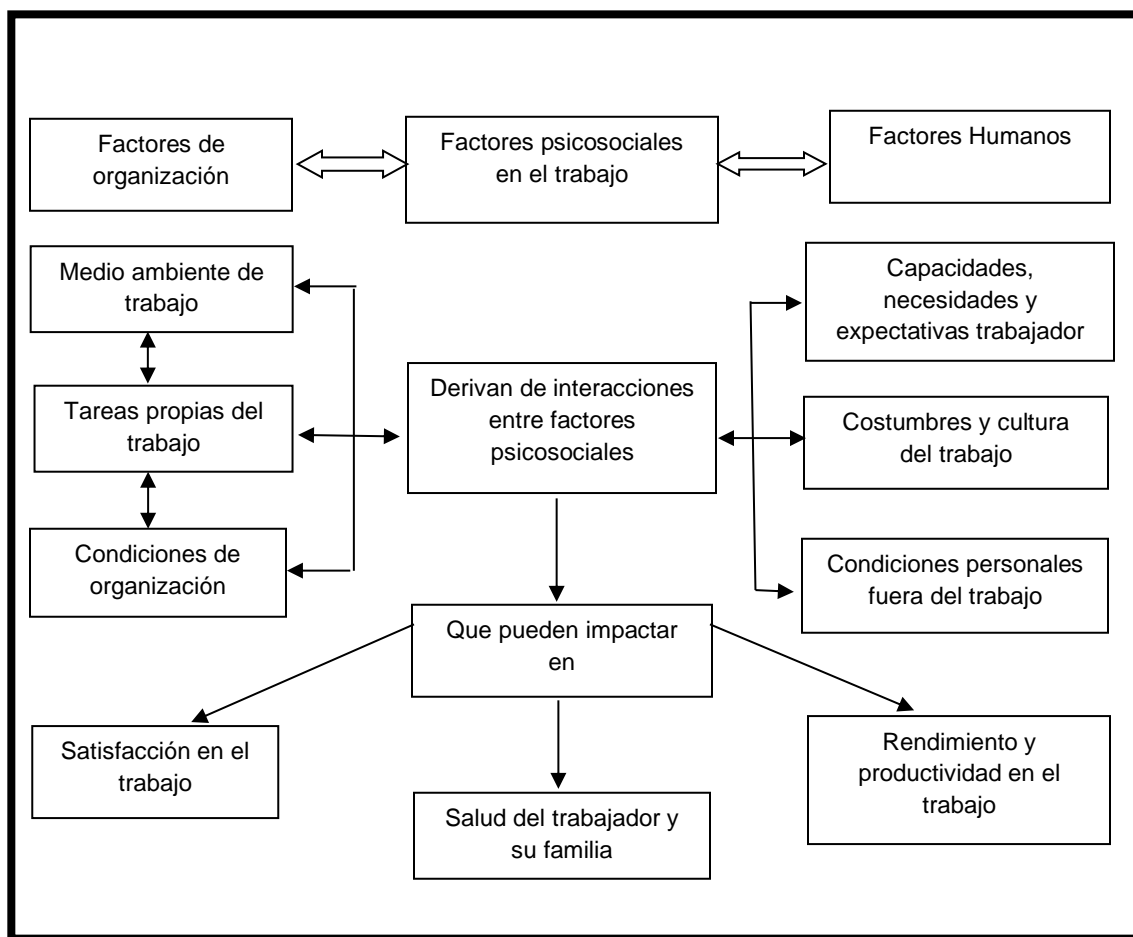 Factores de
organización
Factores psicosociales
en el trabajo
Factores Humanos
Medio ambiente de
trabajo
Tareas propias del
trabajo
Condiciones de
organización
Derivan de interacciones
entre factores
psicosociales
Capacidades,
necesidades y
expectativas trabajador
Costumbres y cultura
del trabajo
Condiciones personales
fuera del trabajo
Que pueden impactar
en
Satisfacción en el
trabajo
Salud del trabajador y
su familia
Rendimiento y
productividad en el
trabajo